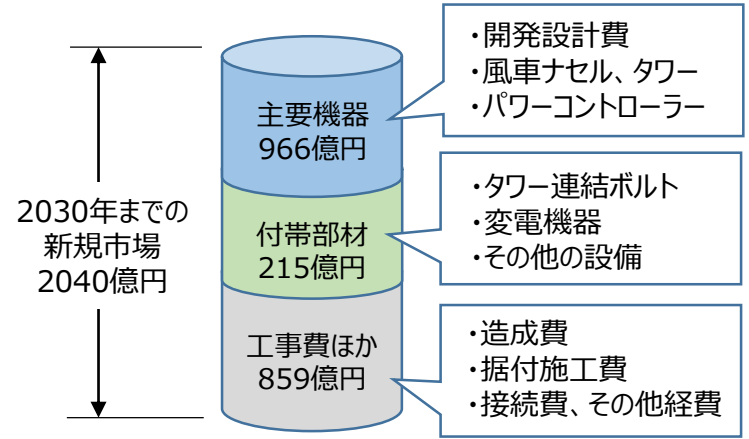 2030年までの
新規市場
2040億円
主要機器
966億円
・開発設計費
・風車ナセル、タワー
・パワーコントローラー
付帯部材
215億円
・タワー連結ボルト
・変電機器
・その他の設備
工事費ほか
859億円
・造成費
・据付施工費
・接続費、その他経費